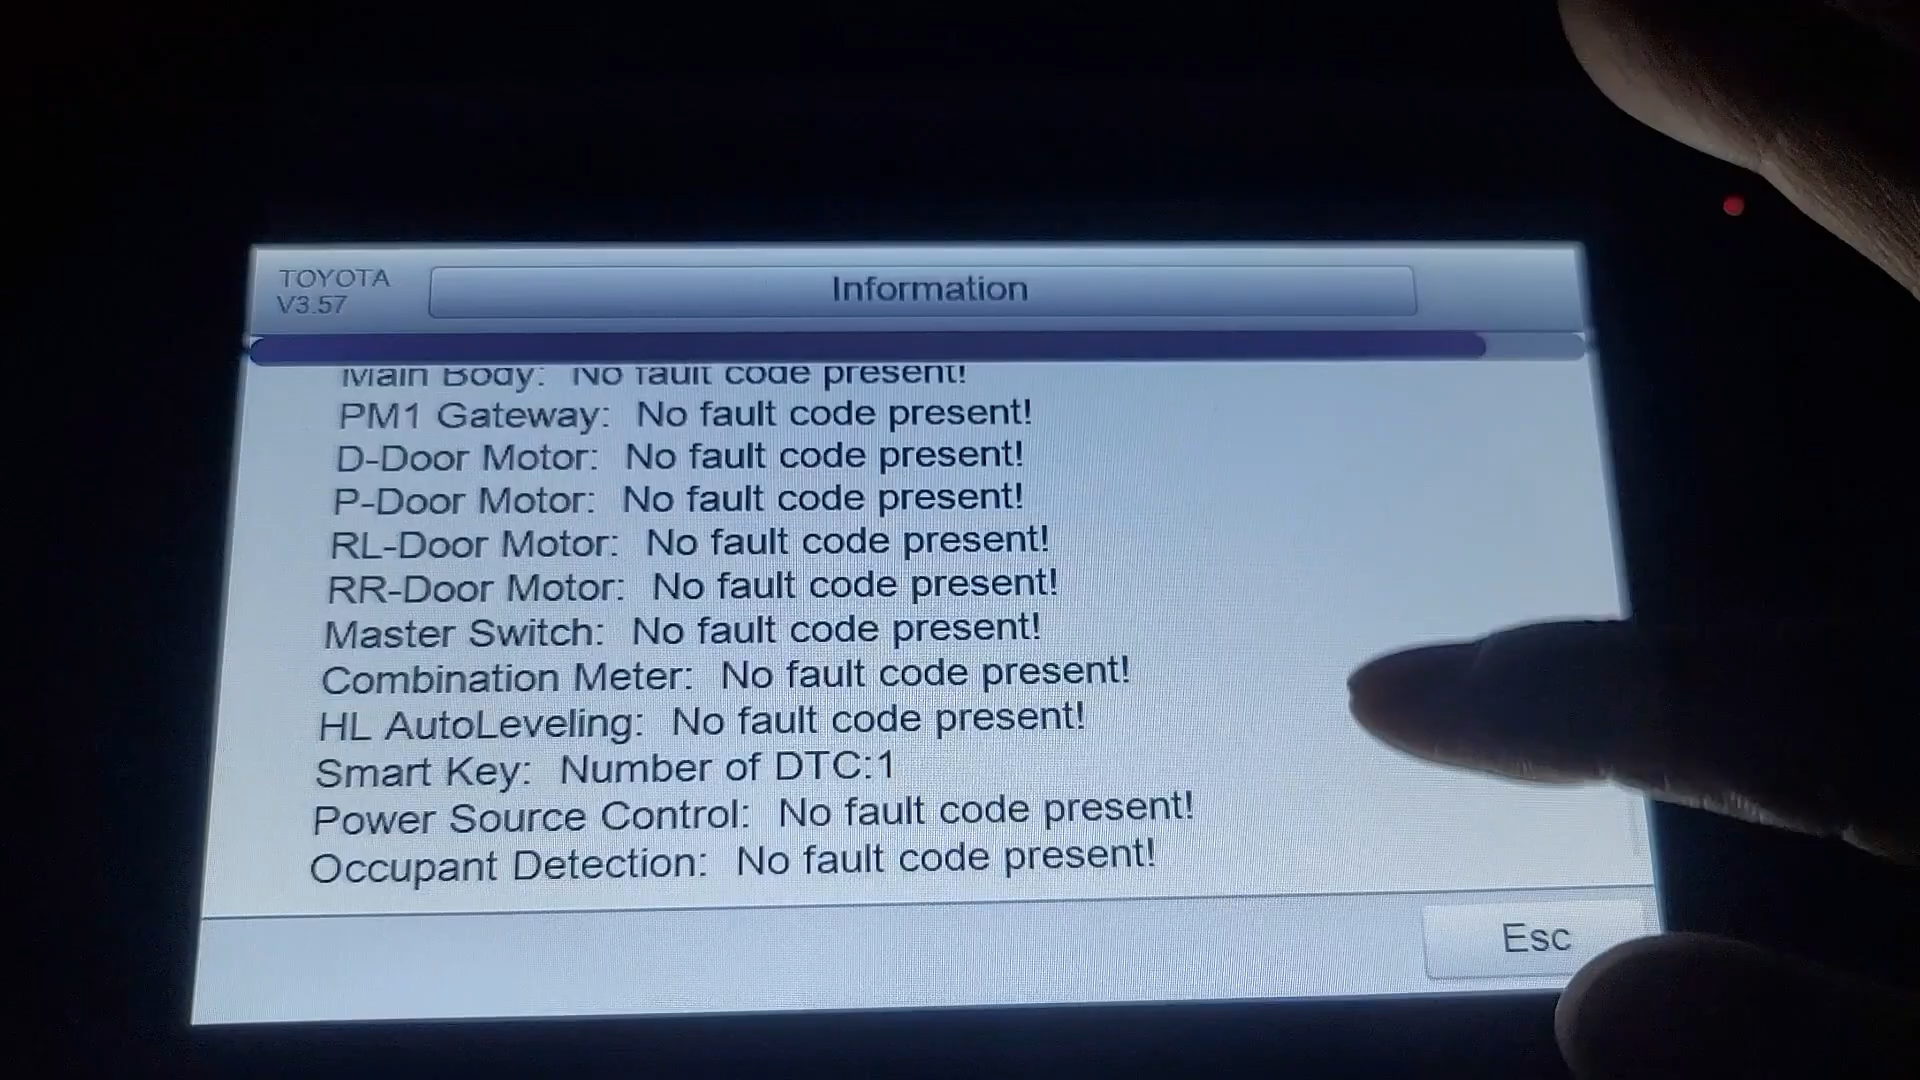 TOYOTA
V3.57
Information
Main Body: No fault code present!
PM1 Gateway: No fault code present!
D-Door Motor: No fault code present!
P-Door Motor: No fault code present!
RL-Door Motor: No fault code present!
RR-Door Motor: No fault code present!
Master Switch: No fault code present!
Combination Meter: No fault code present!
HL AutoLeveling: No fault code present!
Smart Key: Number of DTC:1
Power Source Control: No fault code present!
Occupant Detection: No fault code present!
Esc